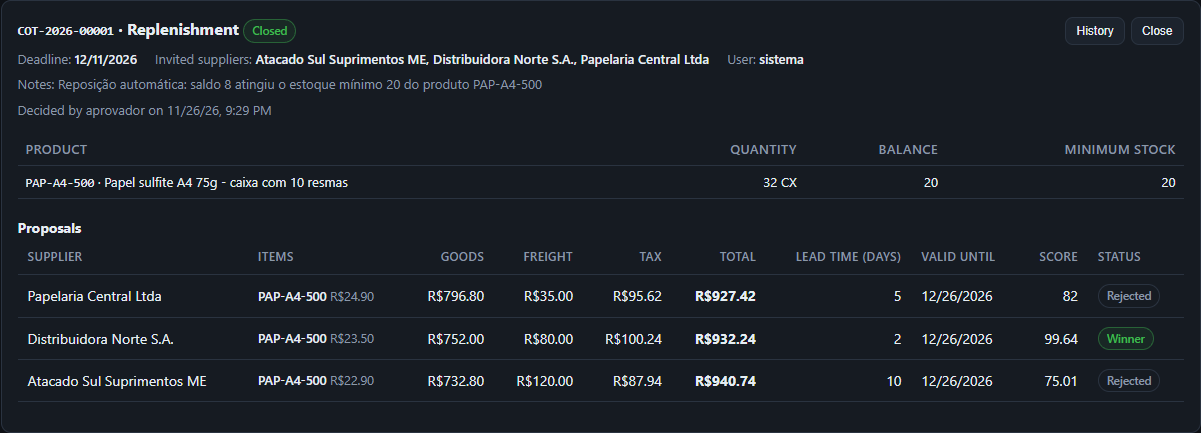 COT-2026-00001 · Replenishment Closed History Close
Deadline: 12/11/2026 Invited suppliers: Atacado Sul Suprimentos ME, Distribuidora Norte S.A., Papelaria Central Ltda User: sistema
Notes: Reposição automática: saldo 8 atingiu o estoque mínimo 20 do produto PAP-A4-500
Decided by aprovador on 11/26/26, 9:29 PM
PRODUCT QUANTITY BALANCE MINIMUM STOCK
PAP-A4-500 · Papel sulfite A4 75g - caixa com 10 resmas 32 CX 20 20
Proposals
SUPPLIER ITEMS GOODS FREIGHT TAX TOTAL LEAD TIME (DAYS) VALID UNTIL SCORE STATUS
Papelaria Central Ltda PAP-A4-500 R$24.90 R$796.80 R$35.00 R$95.62 R$927.42 5 12/26/2026 82 Rejected
Distribuidora Norte S.A. PAP-A4-500 R$23.50 R$752.00 R$80.00 R$100.24 R$932.24 2 12/26/2026 99.64 Winner
Atacado Sul Suprimentos ME PAP-A4-500 R$22.90 R$732.80 R$120.00 R$87.94 R$940.74 10 12/26/2026 75.01 Rejected